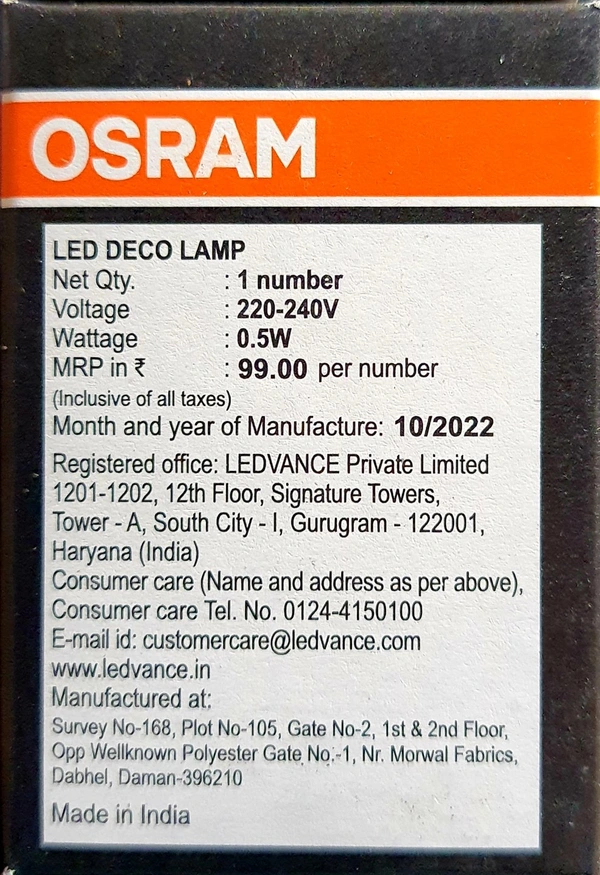 OSRAM
LED DECO LAMP
Net Qty. : 1 number
Voltage : 220-240V
Wattage : 0.5W
MRP in ₹ : 99.00 per number
(Inclusive of all taxes)
Month and year of Manufacture: 10/2022
Registered office: LEDVANCE Private Limited
1201-1202, 12th Floor, Signature Towers,
Tower - A, South City - I, Gurugram - 122001,
Haryana (India)
Consumer care (Name and address as per above),
Consumer care Tel. No. 0124-4150100
E-mail id: customercare@ledvance.com
www.ledvance.in
Manufactured at:
Survey No-168, Plot No-105, Gate No-2, 1st & 2nd Floor,
Opp Wellknown Polyester Gate No.-1, Nr. Morwal Fabrics,
Dabhel, Daman-396210
Made in India